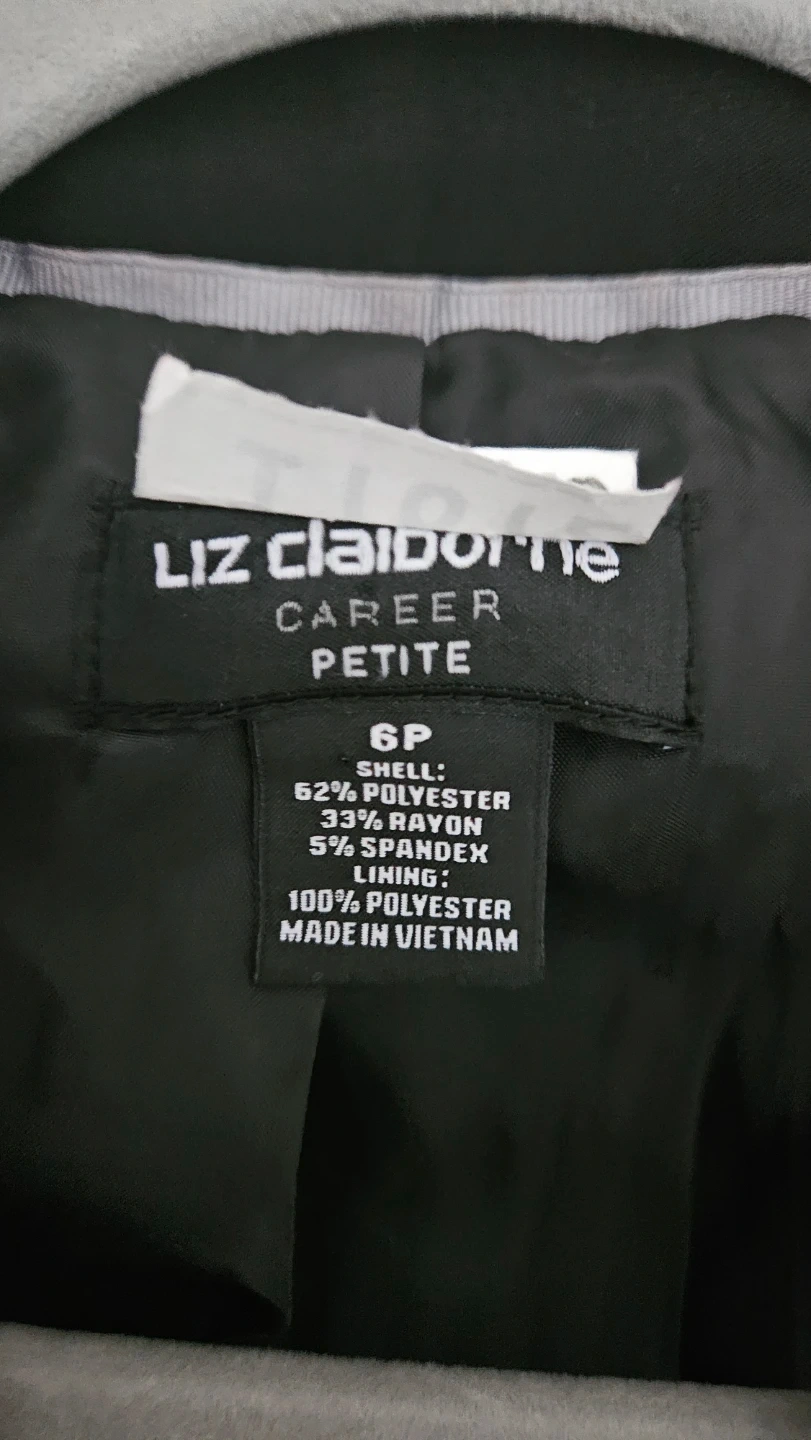 Liz claiborne
CAREER
PETITE
6P
SHELL:
62% POLYESTER
33% RAYON
5% SPANDEX
LINING:
100% POLYESTER
MADE IN VIETNAM